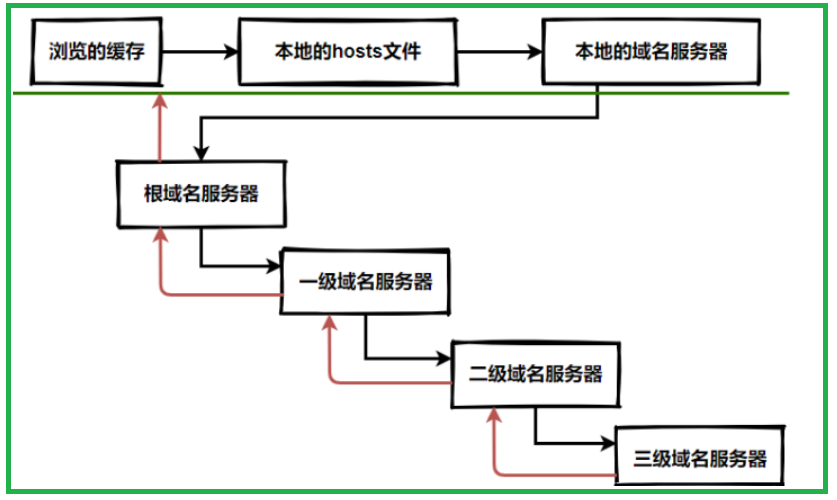 浏览的缓存
本地的hosts文件
本地的域名服务器
根域名服务器
一级域名服务器
二级域名服务器
三级域名服务器